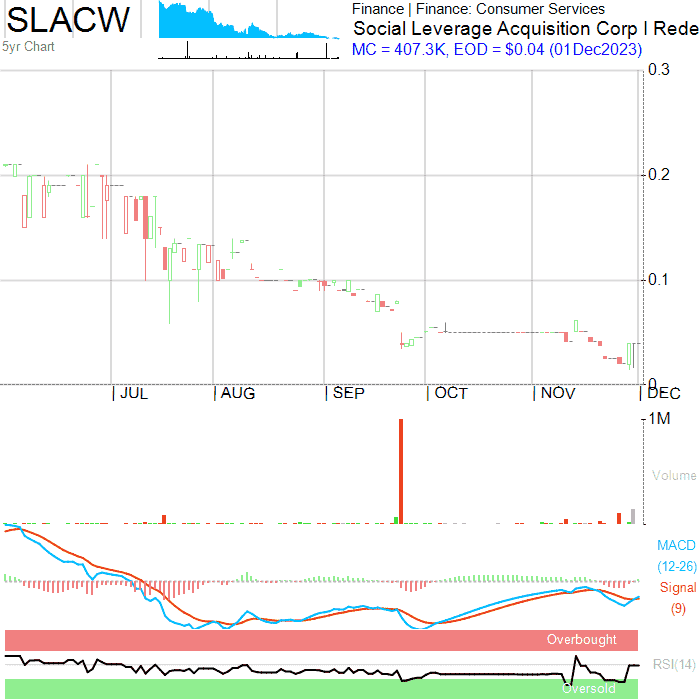 SLACW
5yr Chart
Finance | Finance: Consumer Services
Social Leverage Acquisition Corp I Rede
MC = 407.3K, EOD = $0.04 (01Dec2023)
0.3
0.2
0.1
0
| JUL | AUG | SEP | OCT | NOV | DEC
1M
Volume
MACD
(12-26)
Signal
(9)
Overbought
RSI(14)
Oversold